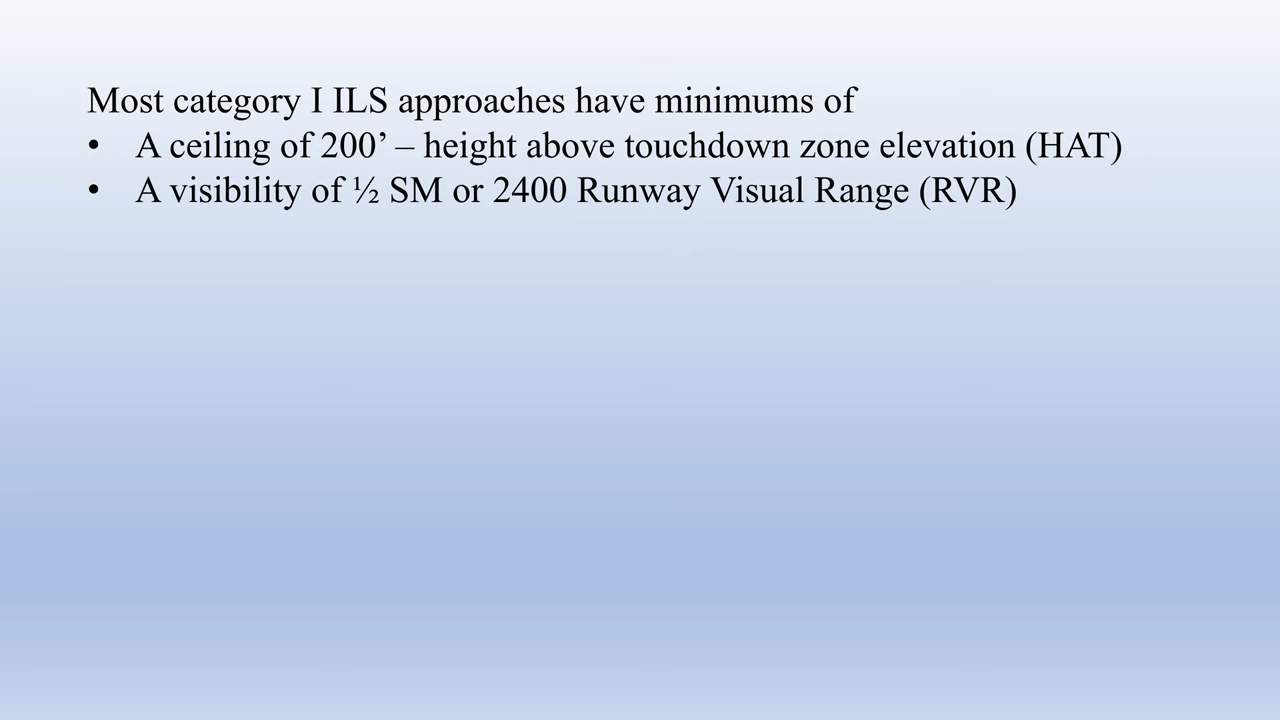 Most category I ILS approaches have minimums of
• A ceiling of 200’ – height above touchdown zone elevation (HAT)
• A visibility of ½ SM or 2400 Runway Visual Range (RVR)